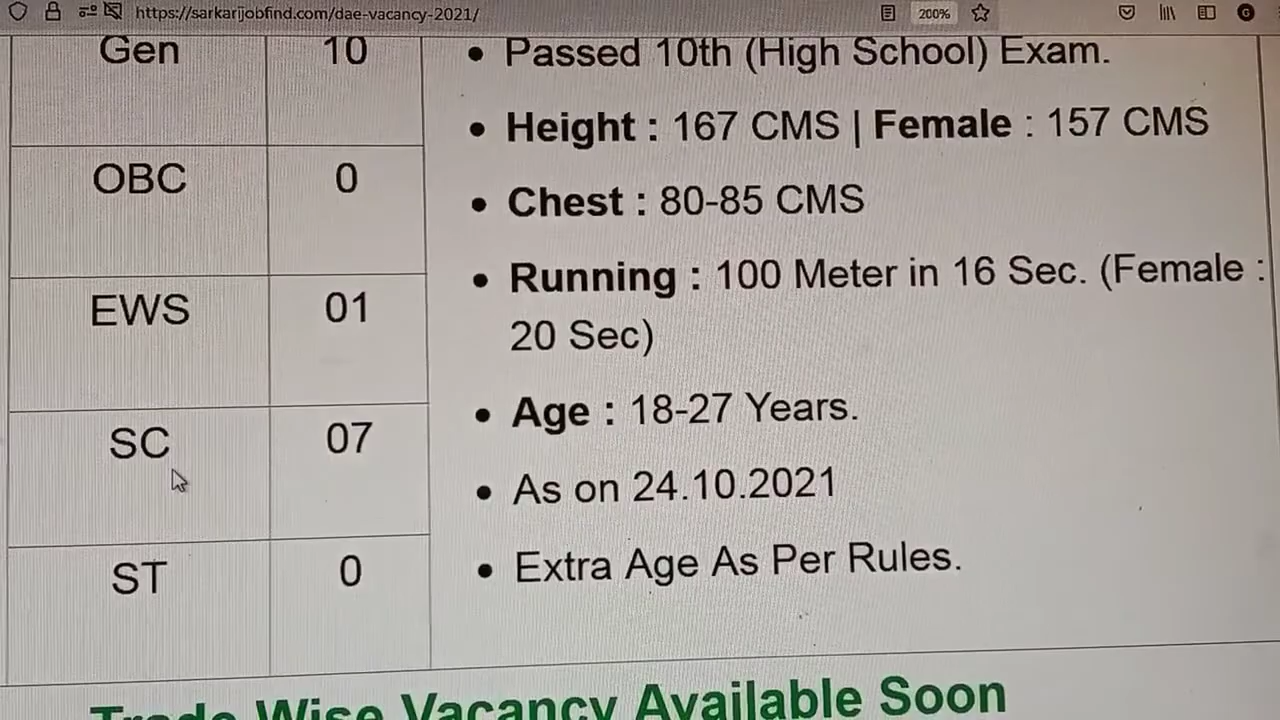 https://sarkarijobfind.com/dae-vacancy-2021/
200%
G
Gen 10
OBC 0
EWS 01
SC 07
ST 0
• Passed 10th (High School) Exam.
• Height : 167 CMS | Female : 157 CMS
• Chest : 80-85 CMS
• Running : 100 Meter in 16 Sec. (Female :
20 Sec)
• Age : 18-27 Years.
• As on 24.10.2021
• Extra Age As Per Rules.
Trade Wise Vacancy Available Soon